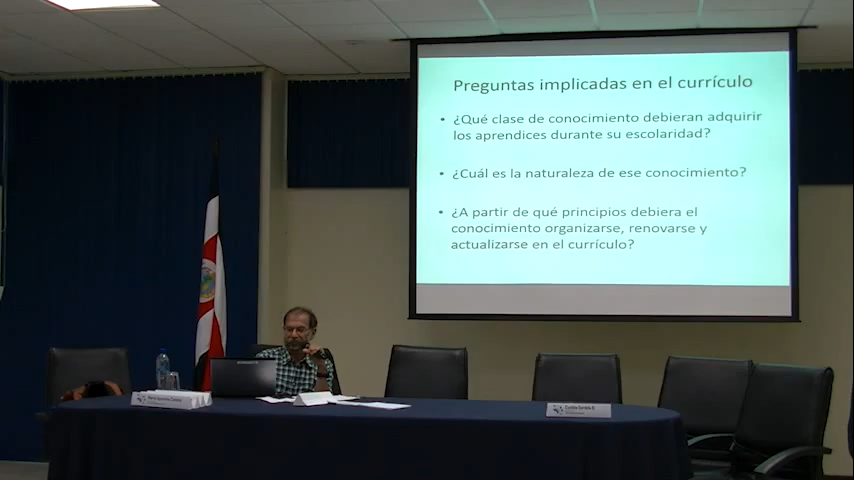 Preguntas implicadas en el currículo
• ¿Qué clase de conocimiento debieran adquirir
los aprendices durante su escolaridad?
• ¿Cuál es la naturaleza de ese conocimiento?
• ¿A partir de qué principios debiera el
conocimiento organizarse, renovarse y
actualizarse en el currículo?